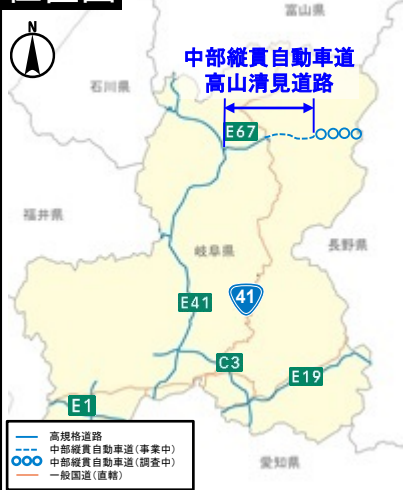 N
富山県
中部縦貫自動車道
高山清見道路
石川県
E67
福井県
岐阜県
長野県
E41
41
C3
E19
E1
高規格道路
中部縦貫自動車道(事業中)
中部縦貫自動車道(調査中)
一般国道(直轄)
愛知県